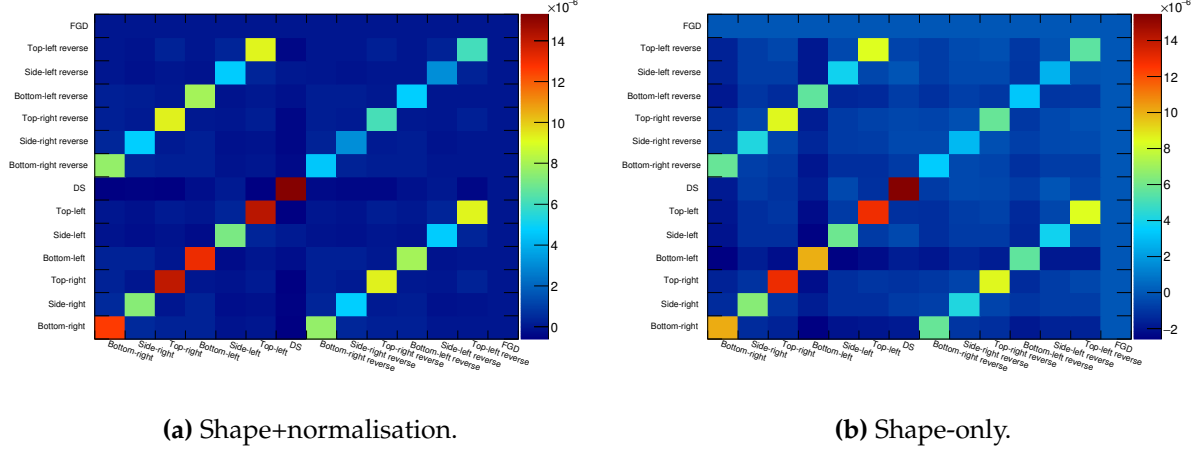 ×10⁻⁶
FGD
Top-left reverse
Side-left reverse
Bottom-left reverse
Top-right reverse
Side-right reverse
Bottom-right reverse
DS
Top-left
Side-left
Bottom-left
Top-right
Side-right
Bottom-right
14
12
10
8
6
4
2
0
Bottom-right
Side-right
Top-right
Bottom-left
Side-left
Top-left
DS
Bottom-right reverse
Side-right reverse
Top-right reverse
Bottom-left reverse
Side-left reverse
Top-left reverse
FGD
(a) Shape+normalisation.
×10⁻⁶
FGD
Top-left reverse
Side-left reverse
Bottom-left reverse
Top-right reverse
Side-right reverse
Bottom-right reverse
DS
Top-left
Side-left
Bottom-left
Top-right
Side-right
Bottom-right
14
12
10
8
6
4
2
0
−2
Bottom-right
Side-right
Top-right
Bottom-left
Side-left
Top-left
DS
Bottom-right reverse
Side-right reverse
Top-right reverse
Bottom-left reverse
Side-left reverse
Top-left reverse
FGD
(b) Shape-only.